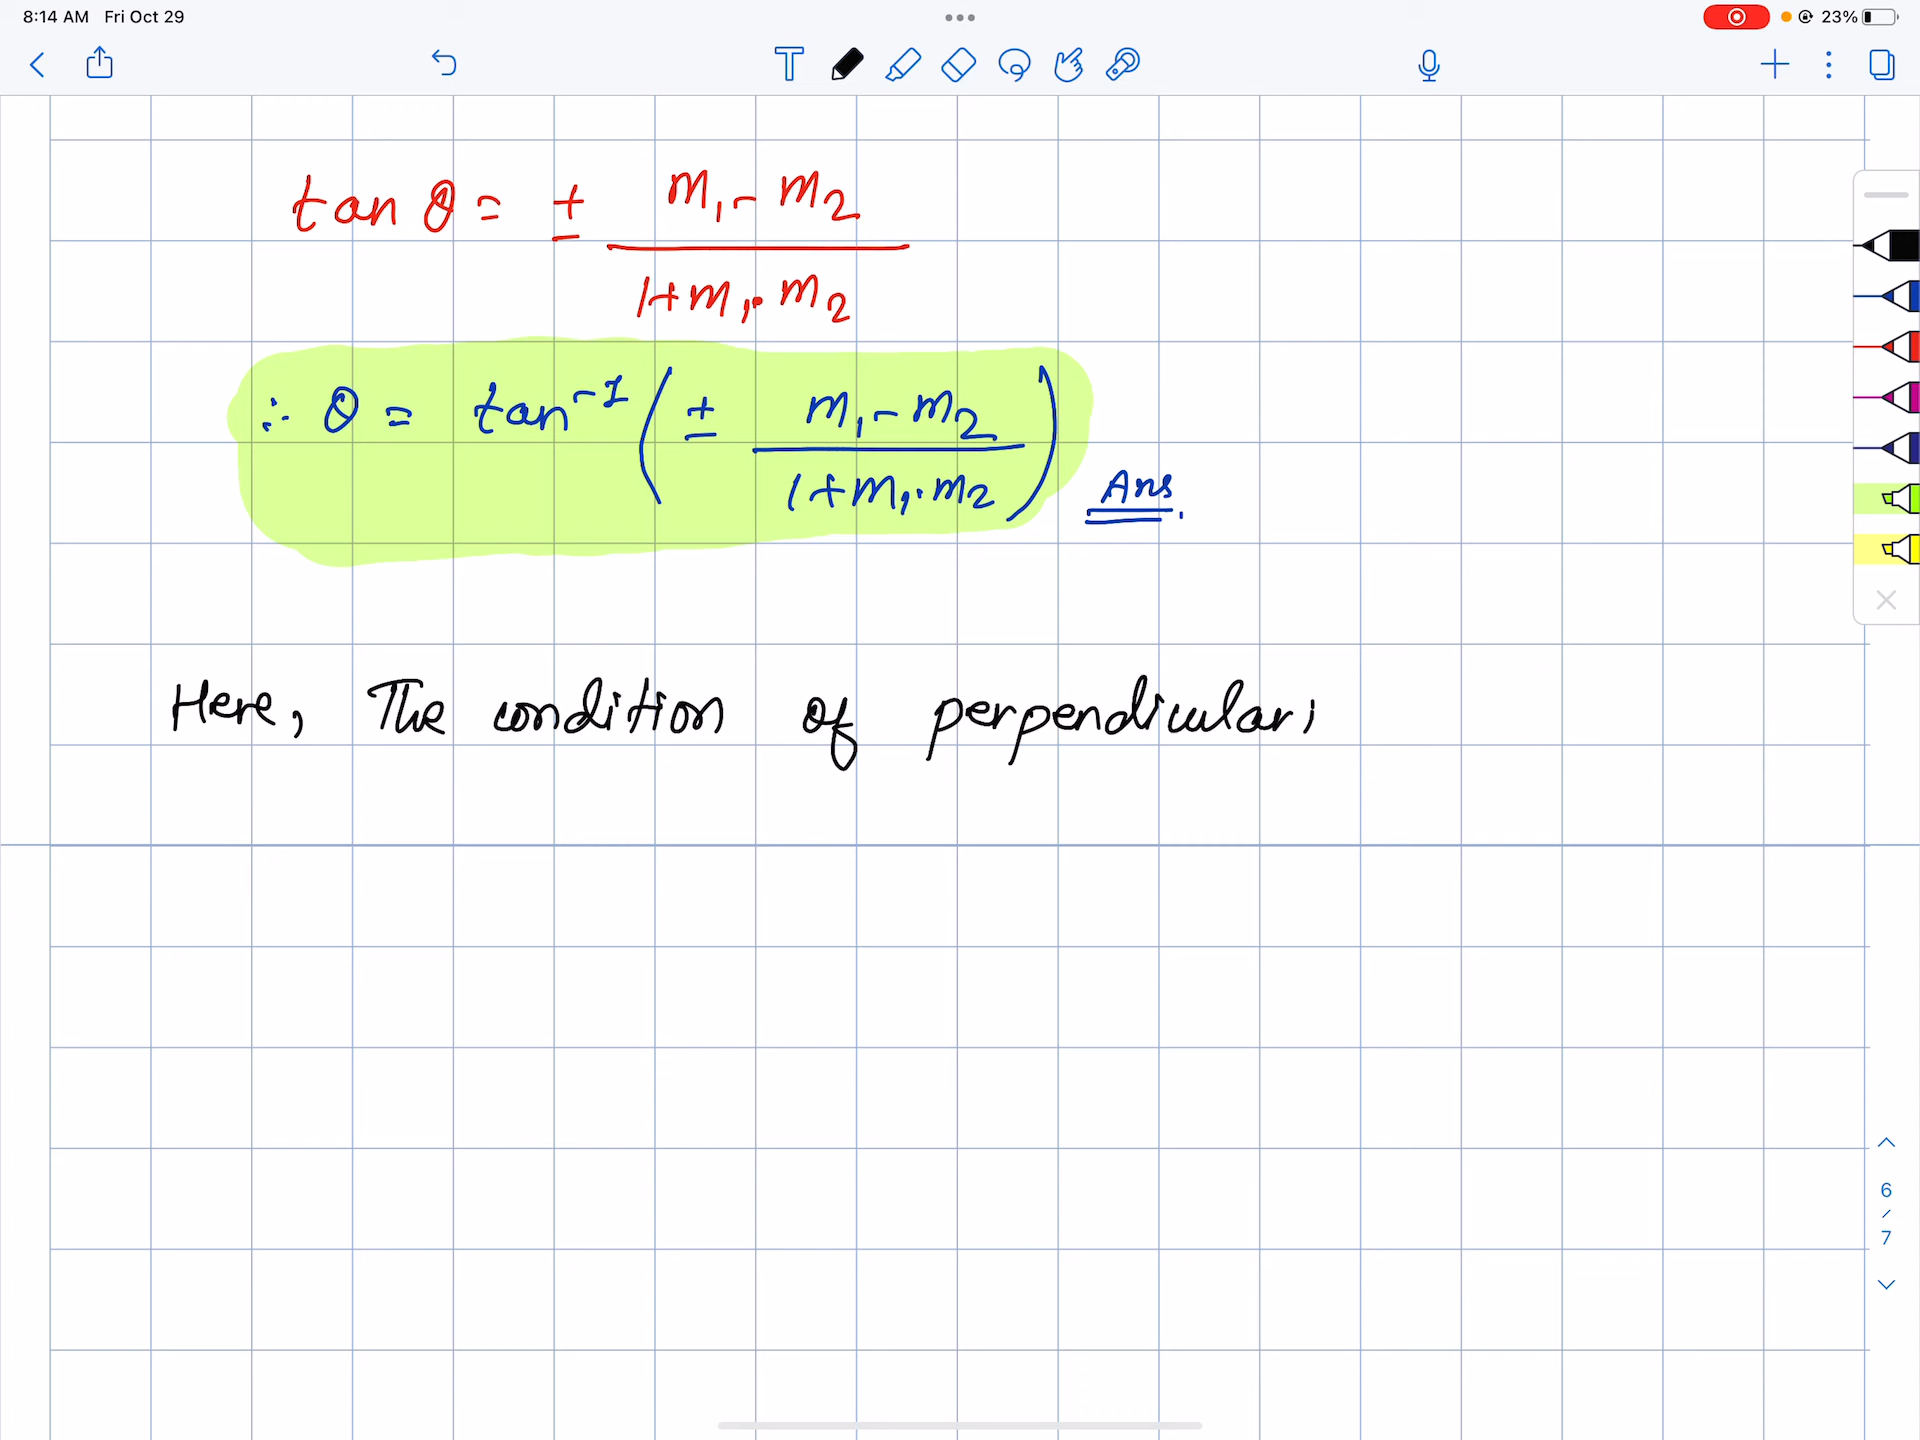 8:14 AM Fri Oct 29
23%
T
tan θ = ± m₁ - m₂ / 1+m₁.m₂
∴ θ = tan⁻¹ ( ± m₁ - m₂ / 1+m₁.m₂ ) Ans.
Here, The condition of perpendicular;
6
/
7